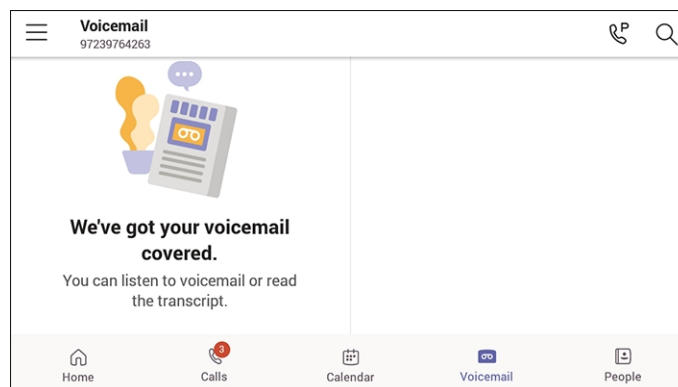 Voicemail
97239764263
P
We've got your voicemail
covered.
You can listen to voicemail or read
the transcript.
3
Home
Calls
Calendar
Voicemail
People